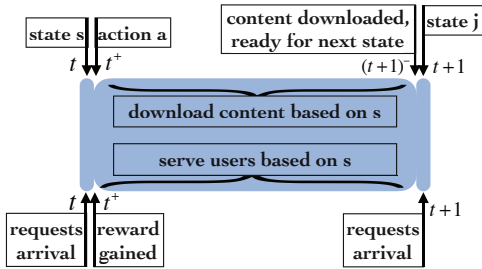 content downloaded,
ready for next state
state s
action a
state j
t
t⁺
(t+1)⁻
t+1
download content based on s
serve users based on s
t
t⁺
t+1
requests
arrival
reward
gained
requests
arrival